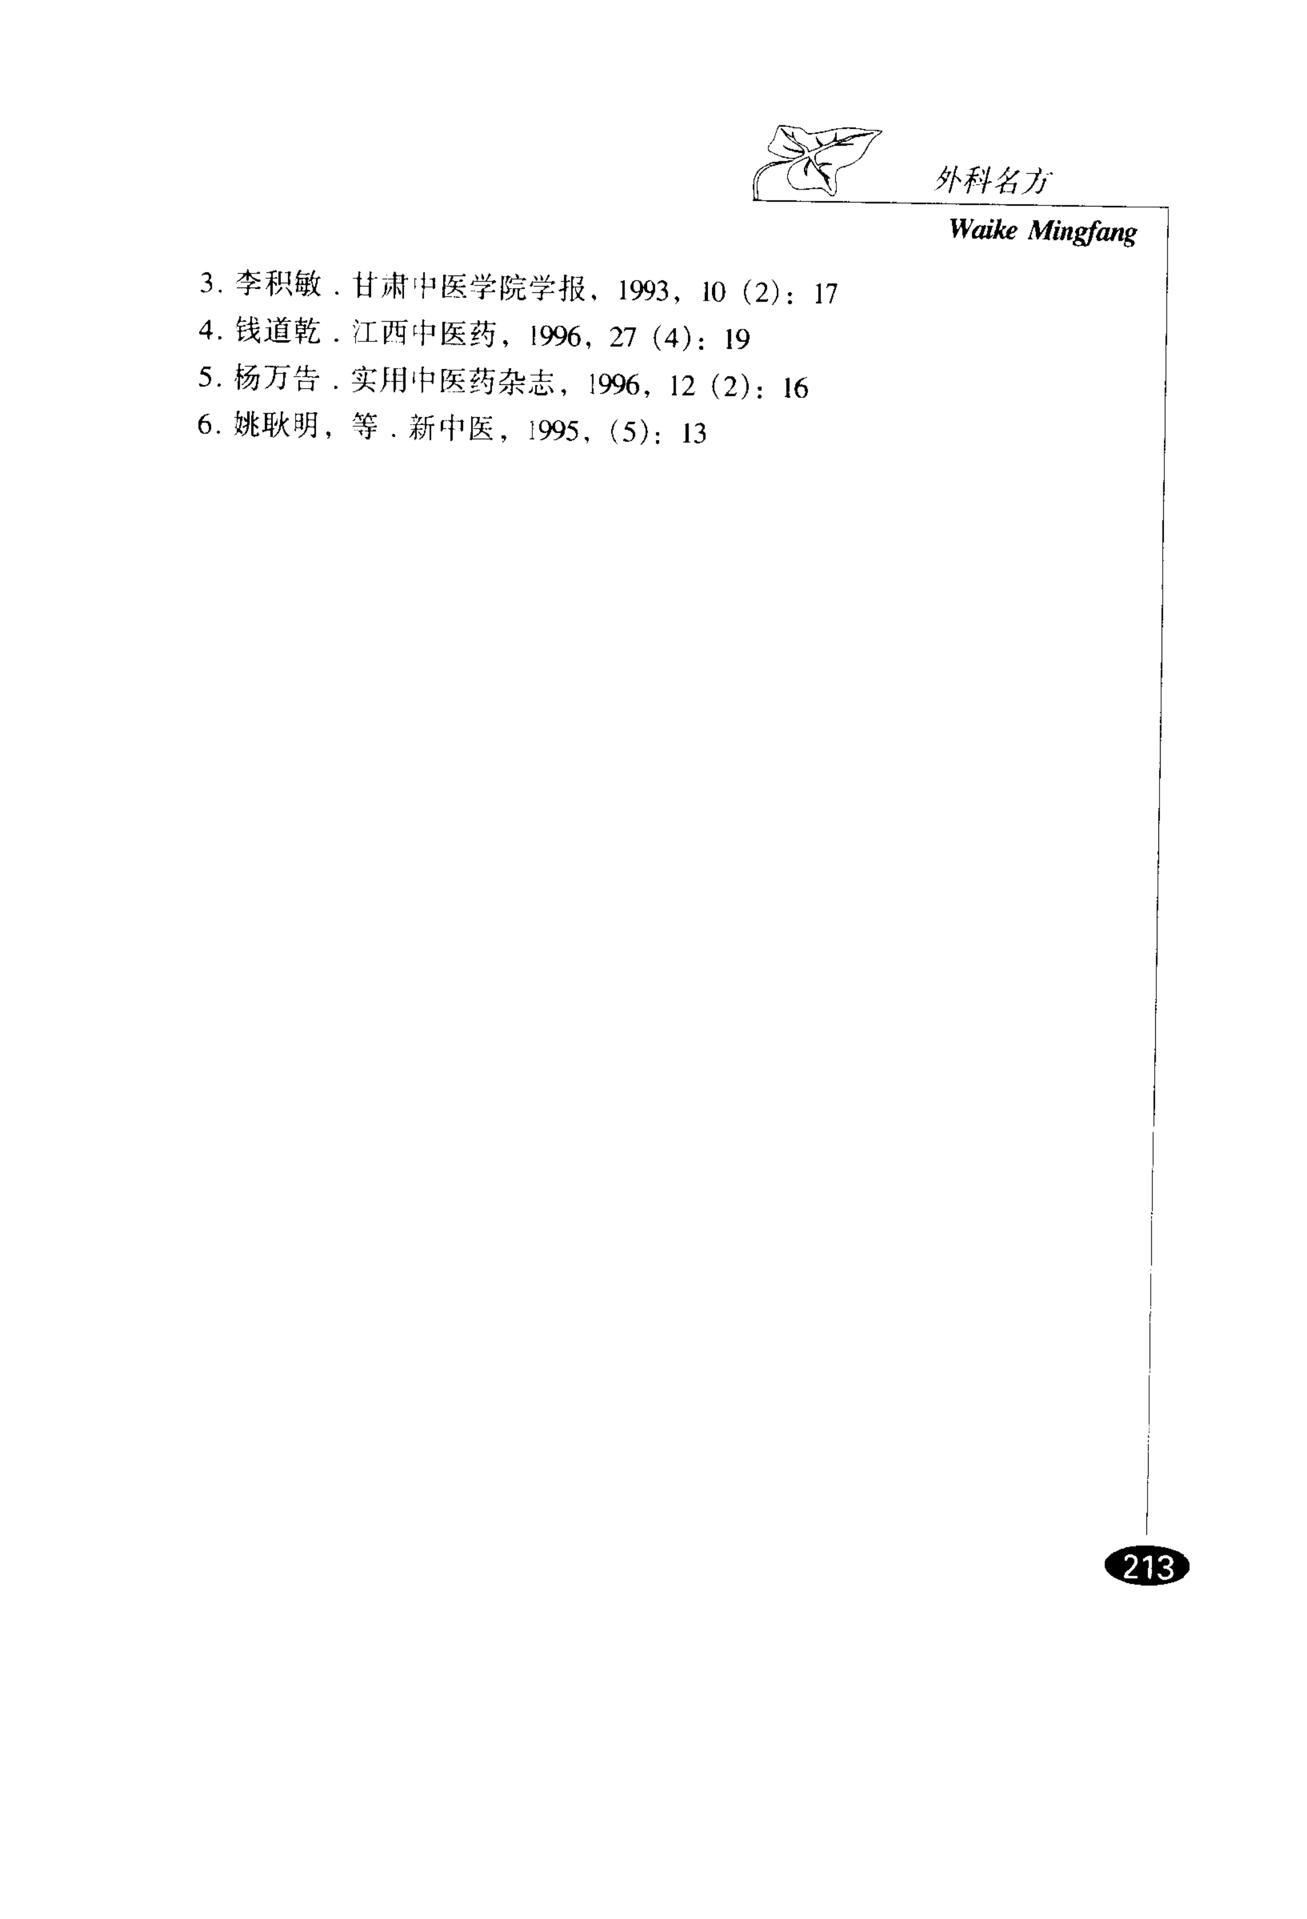 外科名方
Waike Mingfang
3. 李积敏．甘肃中医学院学报，1993，10（2）：17
4. 钱道乾．江西中医药，1996，27（4）：19
5. 杨万告．实用中医药杂志，1996，12（2）：16
6. 姚耿明，等．新中医，1995，（5）：13
213